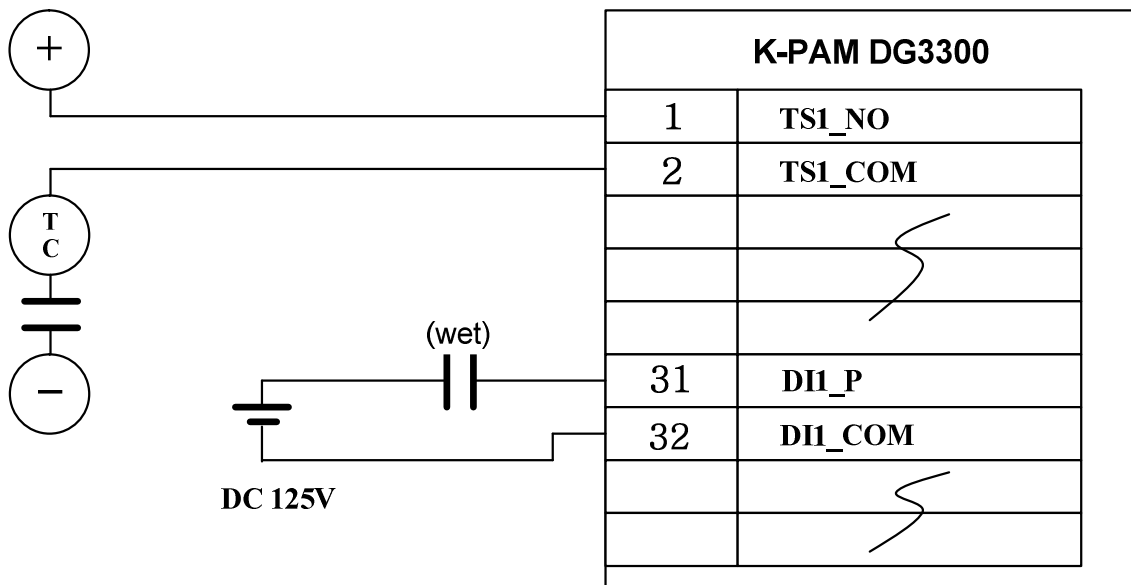 +
K-PAM DG3300
1 TS1_NO
2 TS1_COM
T
C
(wet)
31 DI1_P
−
32 DI1_COM
DC 125V